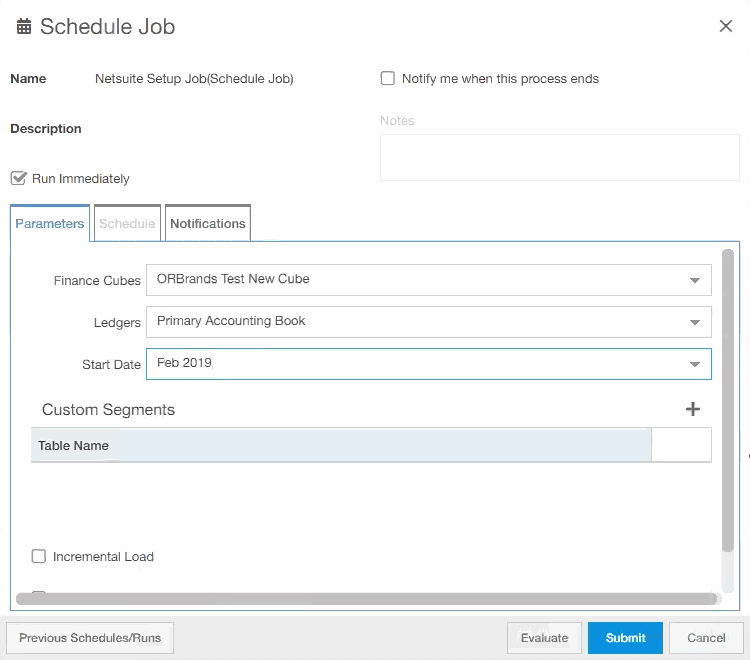 Schedule Job
Name Netsuite Setup Job(Schedule Job)
Notify me when this process ends
Description
Notes
Run Immediately
Parameters Schedule Notifications
Finance Cubes ORBrands Test New Cube
Ledgers Primary Accounting Book
Start Date Feb 2019
Custom Segments
Table Name
Incremental Load
Previous Schedules/Runs Evaluate Submit Cancel